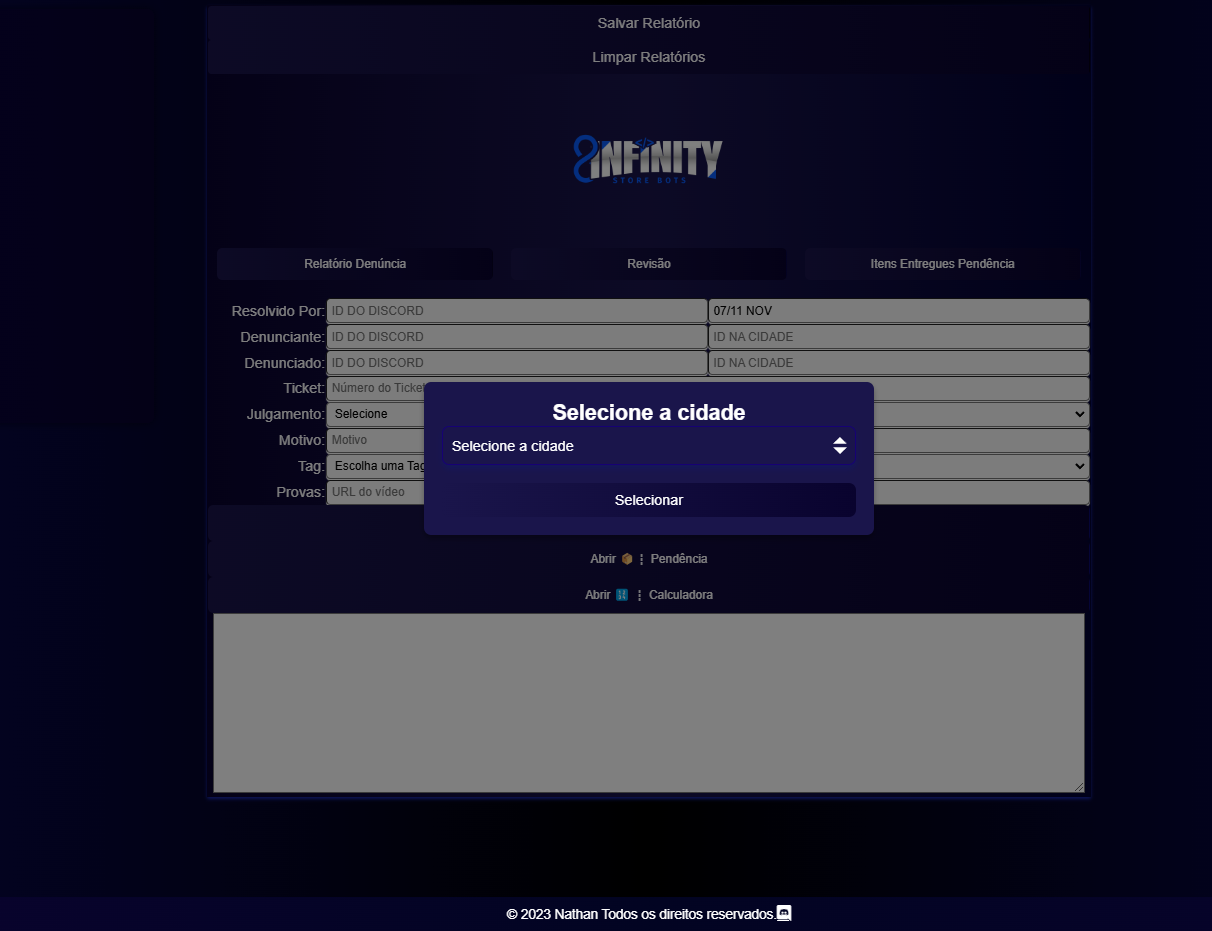 Salvar Relatório
Limpar Relatórios
INFINITY
STORE BOTS
Relatório Denúncia Revisão Itens Entregues Pendência
Resolvido Por: ID DO DISCORD 07/11 NOV
Denunciante: ID DO DISCORD ID NA CIDADE
Denunciado: ID DO DISCORD ID NA CIDADE
Ticket: Número do Ticket
Julgamento: Selecione
Motivo: Motivo
Tag: Escolha uma Tag
Provas: URL do vídeo
Selecione a cidade
Selecione a cidade
Selecionar
Abrir 📦 ┋ Pendência
Abrir ┋ Calculadora
© 2023 Nathan Todos os direitos reservados.